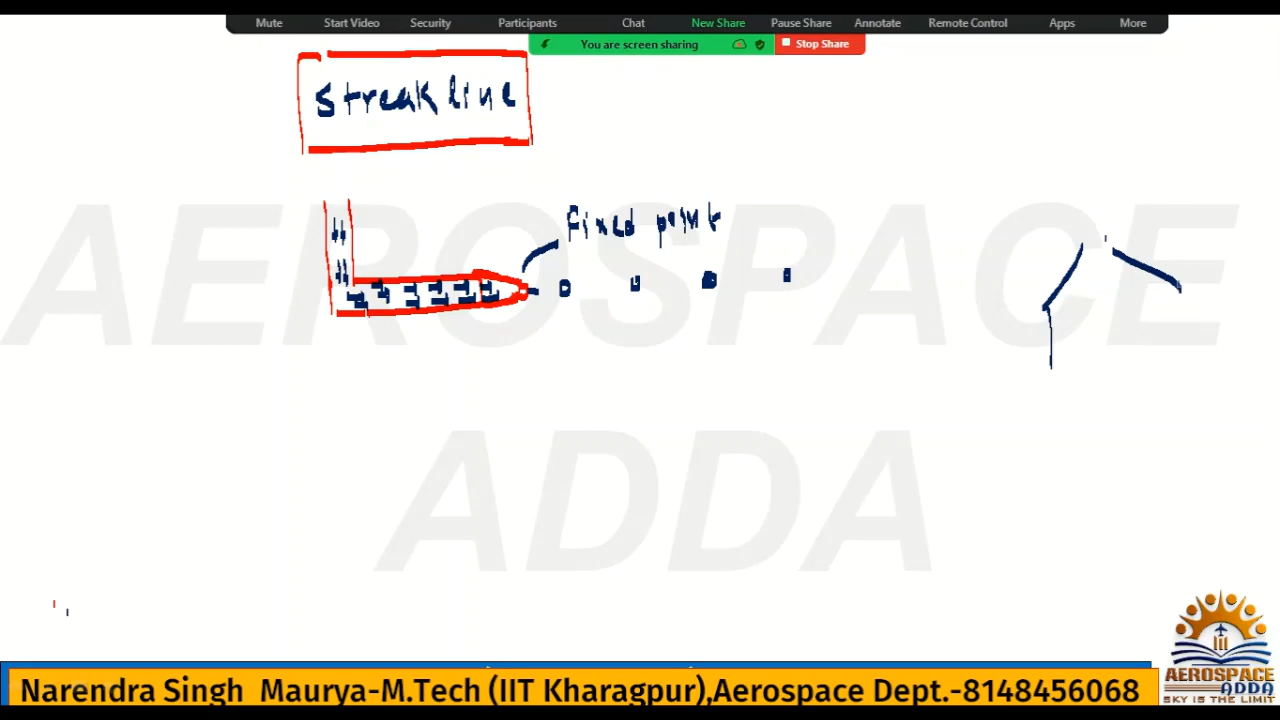 Mute Start Video Security Participants Chat New Share Pause Share Annotate Remote Control Apps More
You are screen sharing Stop Share
Streak line
Fixed point
AEROSPACE
ADDA
AEROSPACE
ADDA
SKY IS THE LIMIT
Narendra Singh Maurya-M.Tech (IIT Kharagpur),Aerospace Dept.-8148456068